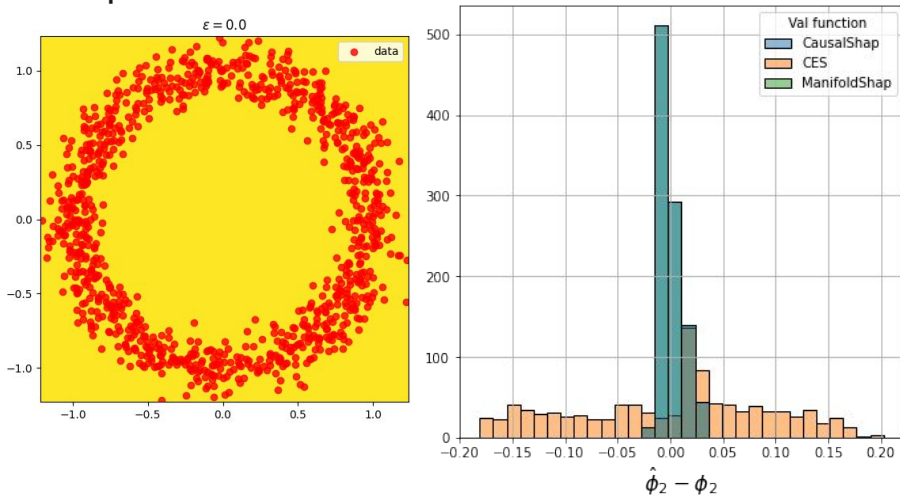 ε = 0.0
data
1.0
0.5
0.0
−0.5
−1.0
−1.0 −0.5 0.0 0.5 1.0
Val function
CausalShap
CES
ManifoldShap
500
400
300
200
100
0
−0.20 −0.15 −0.10 −0.05 0.00 0.05 0.10 0.15 0.20
ϕ̂₂ − ϕ₂